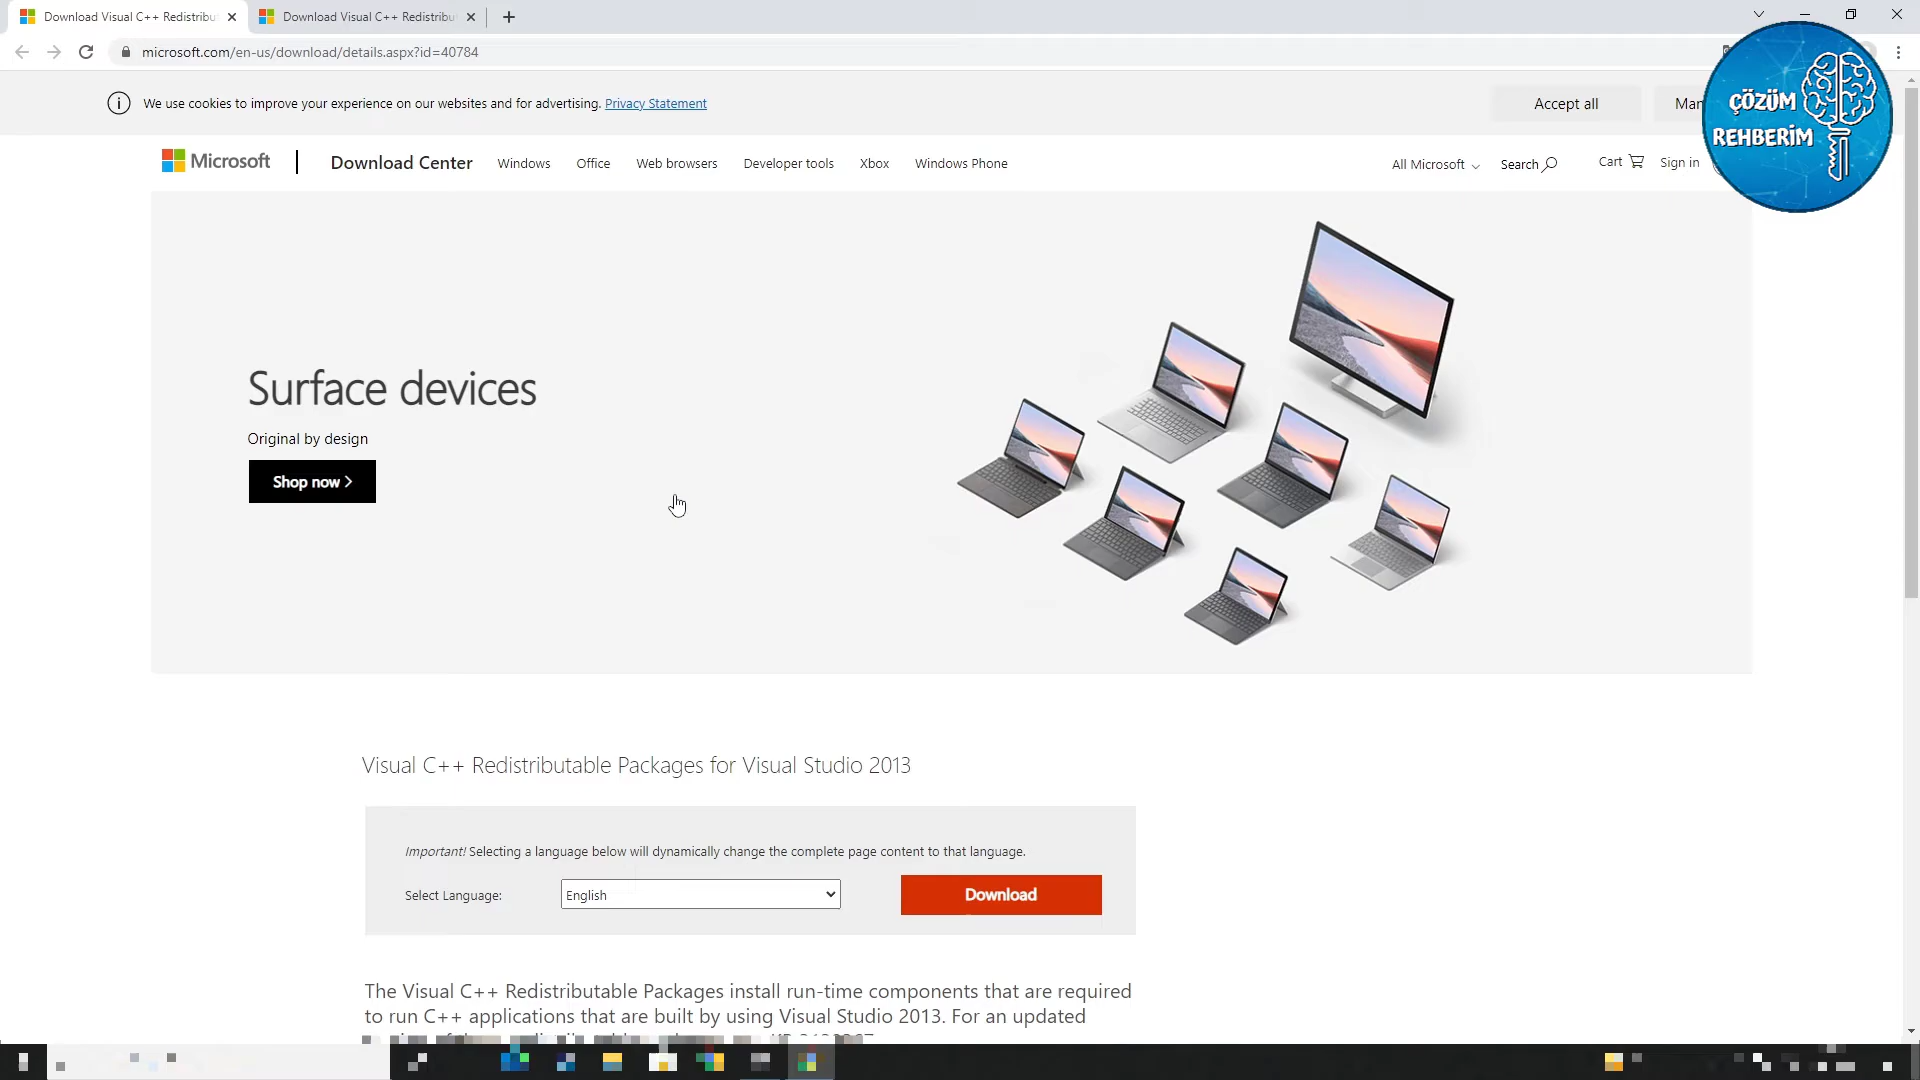 Download Visual C++ Redistribu
Download Visual C++ Redistribu
microsoft.com/en-us/download/details.aspx?id=40784
We use cookies to improve your experience on our websites and for advertising. Privacy Statement
Accept all
Man
ÇÖZÜM
REHBERİM
Microsoft
Download Center
Windows
Office
Web browsers
Developer tools
Xbox
Windows Phone
All Microsoft
Search
Cart
Sign in
Surface devices
Original by design
Shop now
Visual C++ Redistributable Packages for Visual Studio 2013
Important! Selecting a language below will dynamically change the complete page content to that language.
Select Language:
English
Download
The Visual C++ Redistributable Packages install run-time components that are required
to run C++ applications that are built by using Visual Studio 2013. For an updated